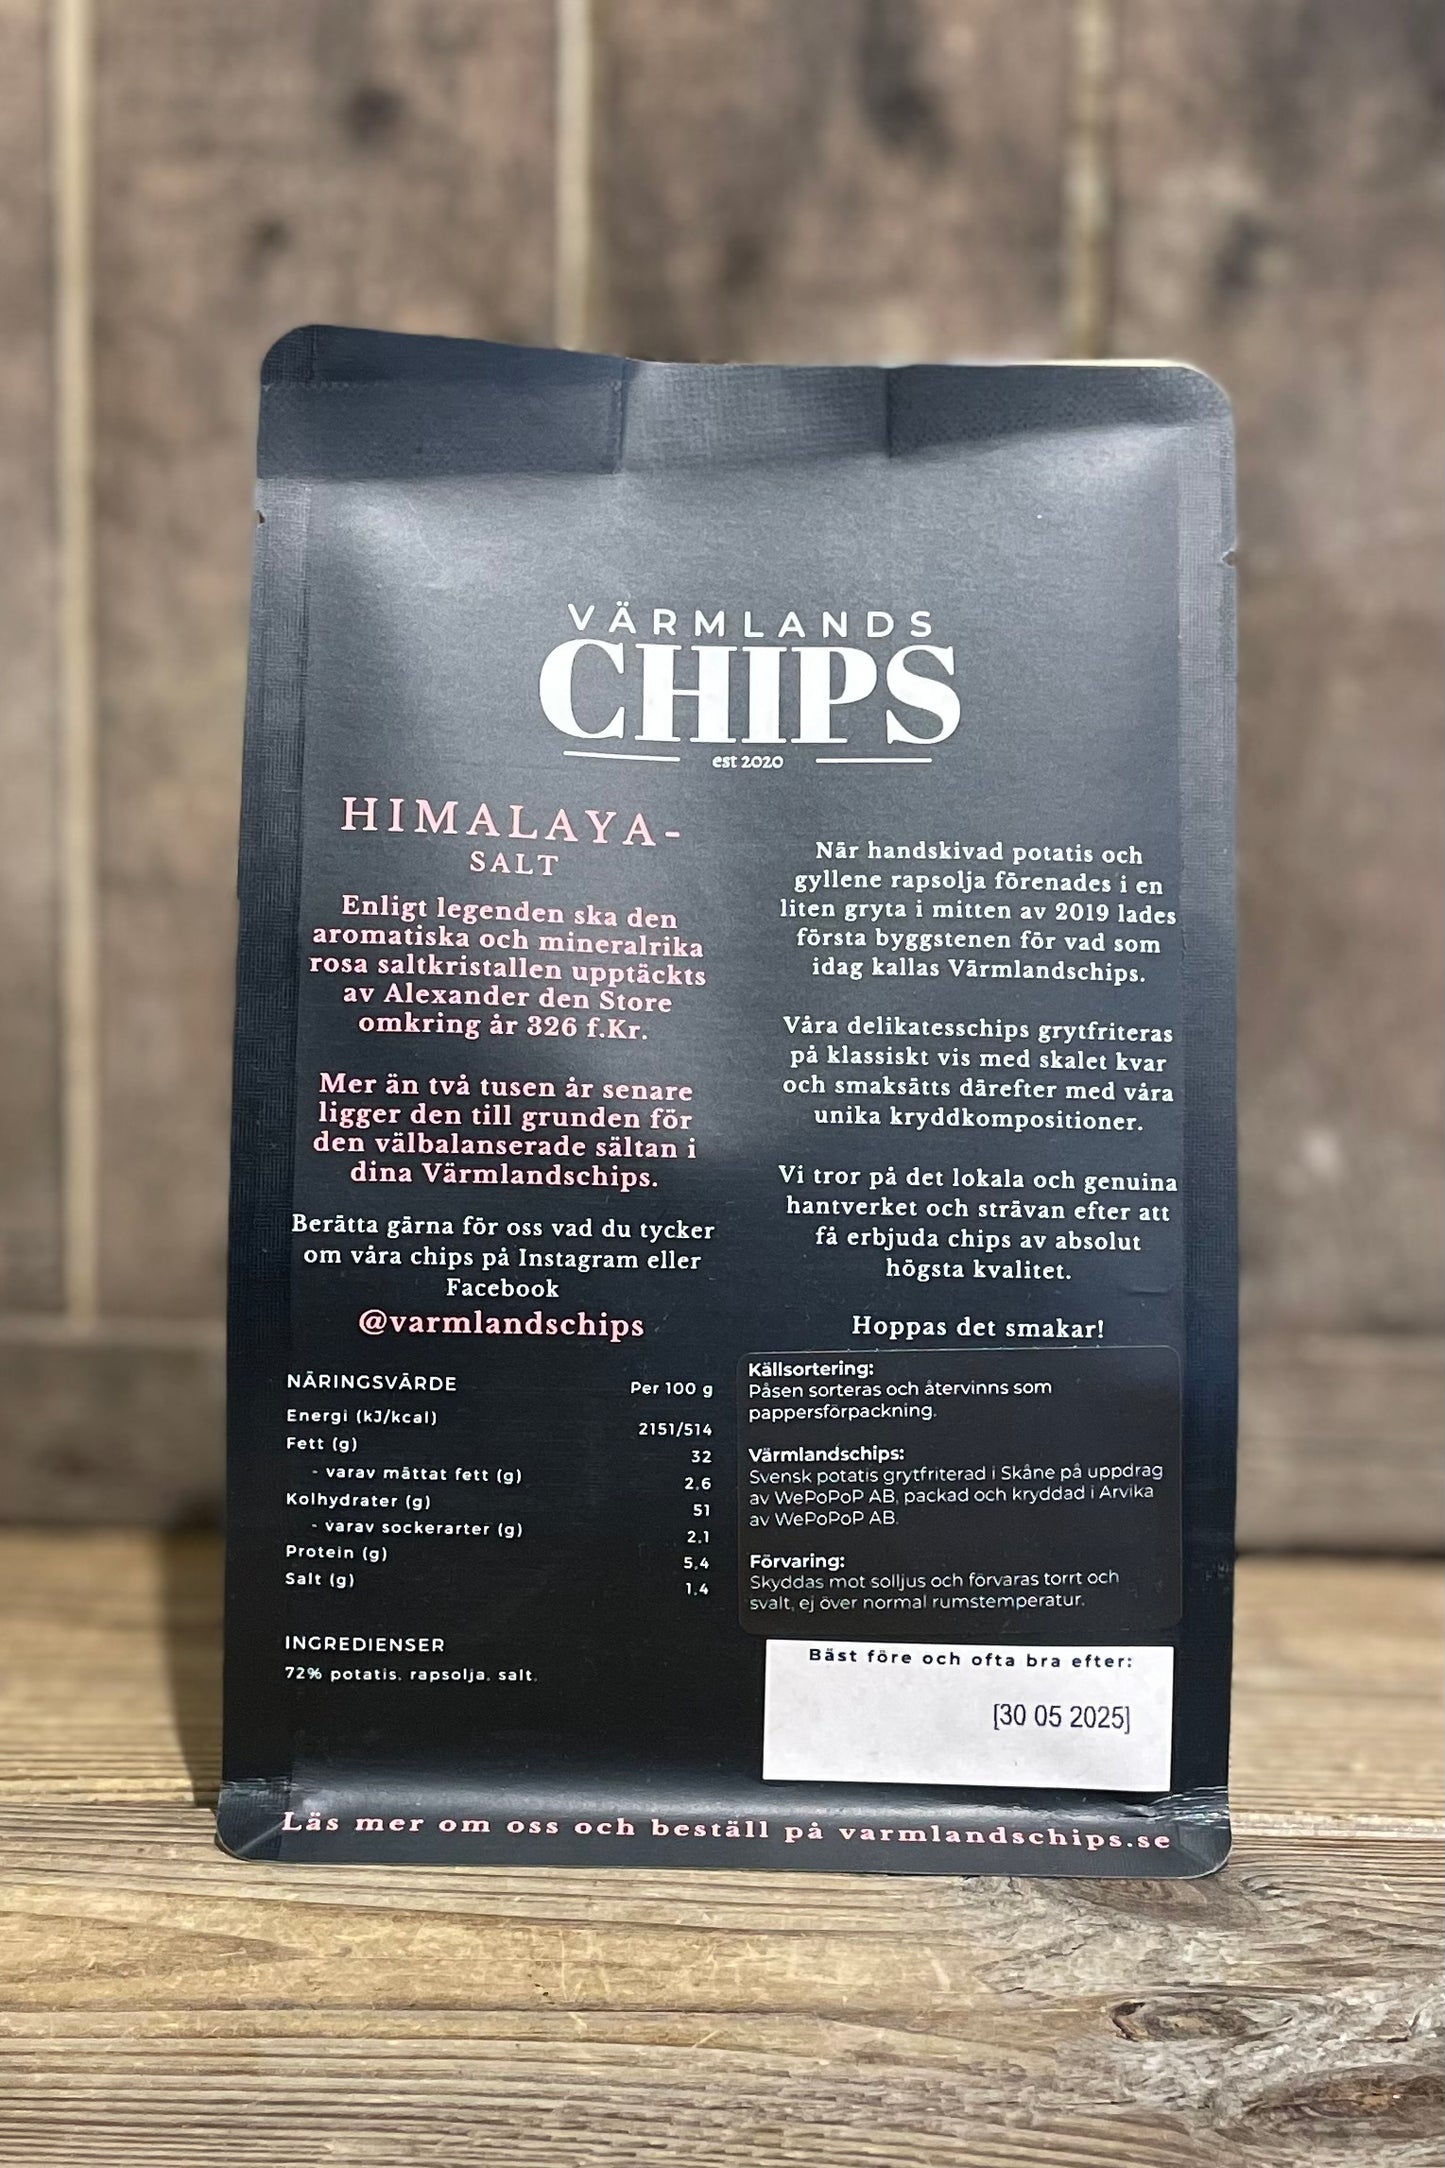 VÄRMLANDS
CHIPS
est 2020
HIMALAYA-
SALT
Enligt legenden ska den
aromatiska och mineralrika
rosa saltkristallen upptäckts
av Alexander den Store
omkring år 326 f.Kr.
Mer än två tusen år senare
ligger den till grunden för
den välbalanserade sältan i
dina Värmlandschips.
Berätta gärna för oss vad du tycker
om våra chips på Instagram eller
Facebook
@varmlandschips
När handskivad potatis och
gyllene rapsolja förenades i en
liten gryta i mitten av 2019 lades
första byggstenen för vad som
idag kallas Värmlandschips.
Våra delikatesschips grytfriteras
på klassiskt vis med skalet kvar
och smaksätts därefter med våra
unika kryddkompositioner.
Vi tror på det lokala och genuina
hantverket och strävan efter att
få erbjuda chips av absolut
högsta kvalitet.
Hoppas det smakar!
NÄRINGSVÄRDE Per 100 g
Energi (kJ/kcal) 2151/514
Fett (g) 32
- varav mättat fett (g) 2,6
Kolhydrater (g) 51
- varav sockerarter (g) 2,1
Protein (g) 5,4
Salt (g) 1,4
INGREDIENSER
72% potatis, rapsolja, salt.
Källsortering:
Påsen sorteras och återvinns som
pappersförpackning.
Värmlandschips:
Svensk potatis grytfriterad i Skåne på uppdrag
av WePoPoP AB, packad och kryddad i Arvika
av WePoPoP AB.
Förvaring:
Skyddas mot solljus och förvaras torrt och
svalt, ej över normal rumstemperatur.
Bäst före och ofta bra efter:
[30 05 2025]
Läs mer om oss och beställ på varmlandschips.se